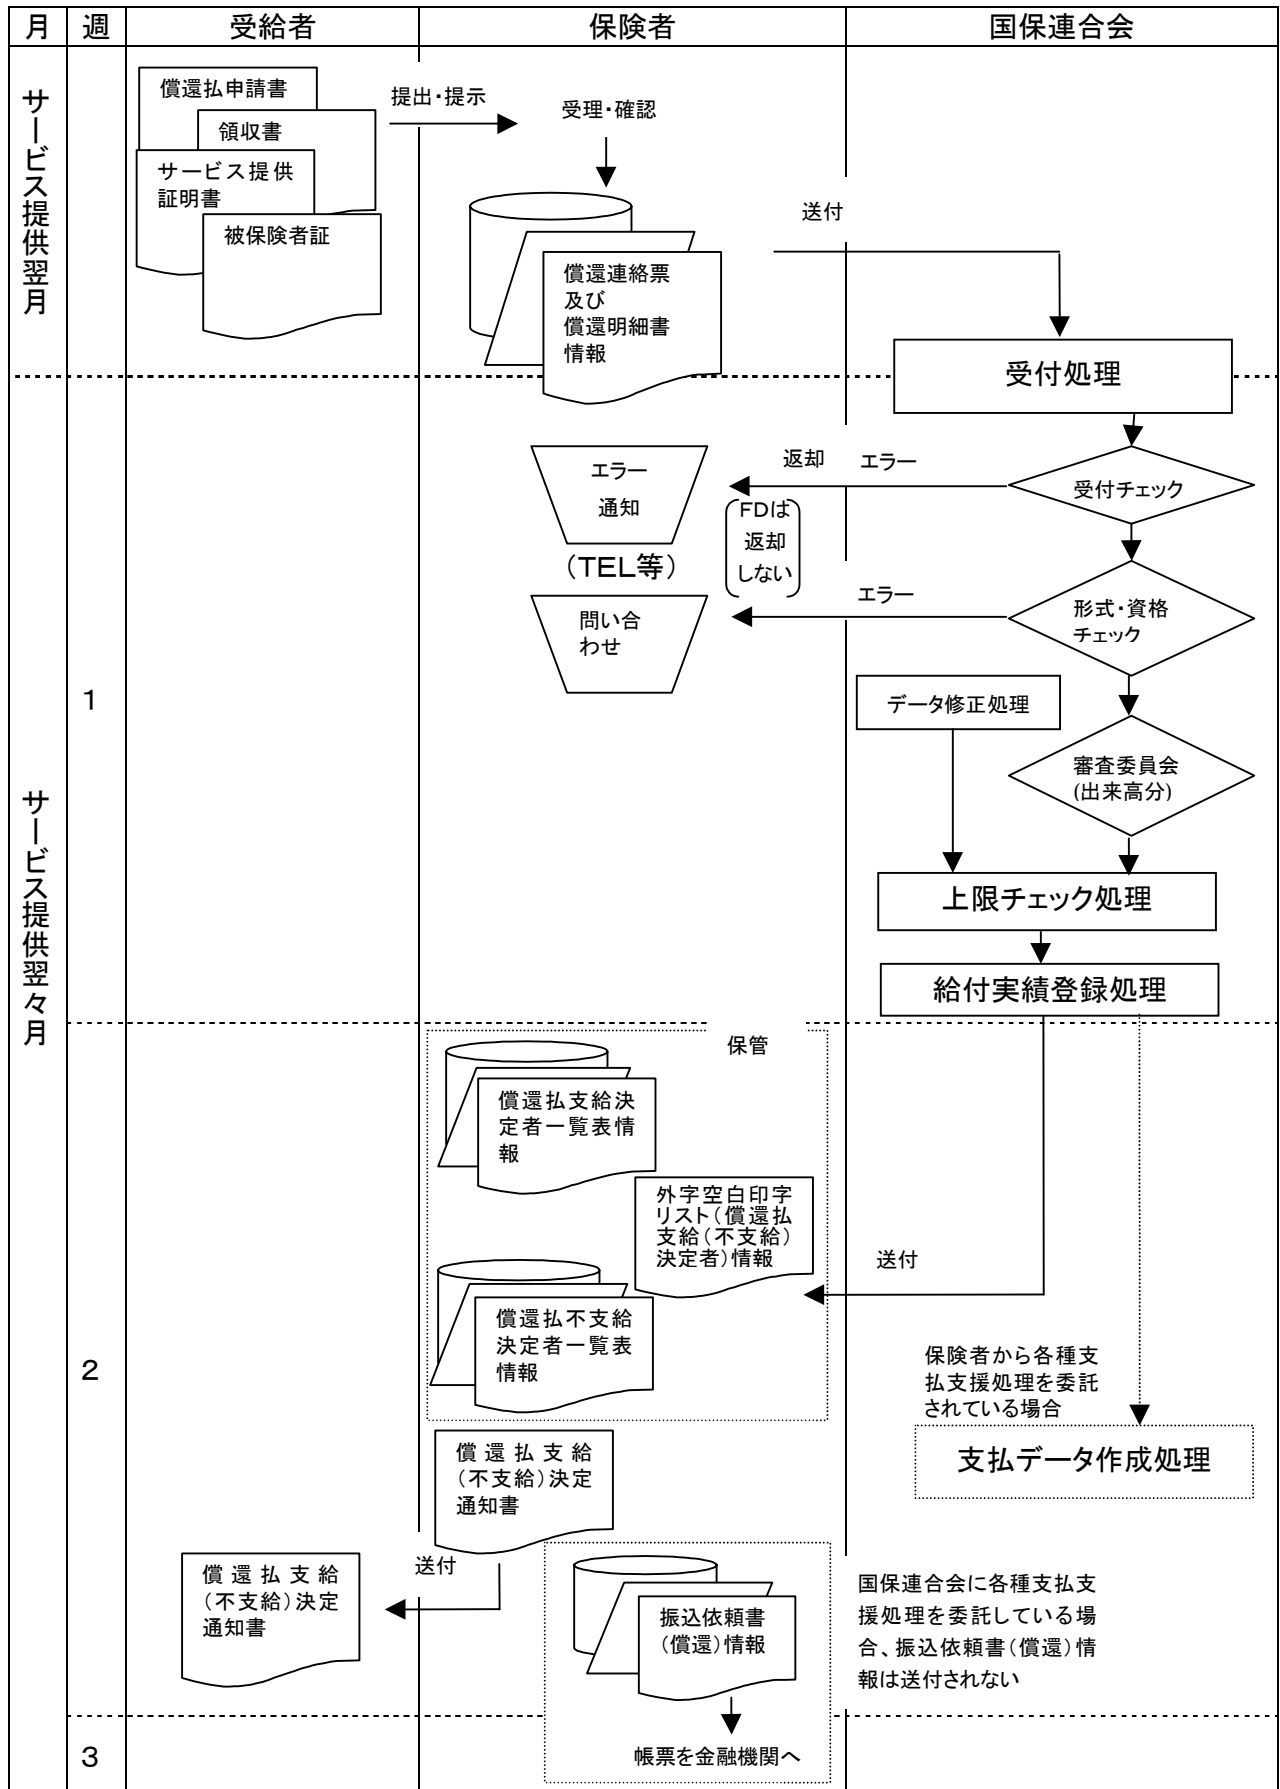 月
週
受給者
保険者
国保連合会
サービス提供翌月
償還払申請書
領収書
サービス提供
証明書
被保険者証
提出・提示
受理・確認
償還連絡票
及び
償還明細書
情報
送付
受付処理
サービス提供翌々月
1
受付チェック
エラー
返却
エラー
通知
（TEL等）
FDは
返却
しない
形式・資格
チェック
エラー
問い合
わせ
データ修正処理
審査委員会
(出来高分)
上限チェック処理
給付実績登録処理
2
保管
償還払支給決
定者一覧表情
報
外字空白印字
リスト（償還払
支給（不支給）
決定者）情報
送付
償還払不支給
決定者一覧表
情報
保険者から各種支
払支援処理を委託
されている場合
支払データ作成処理
償還払支給
（不支給）決定
通知書
送付
償還払支給
（不支給）決定
通知書
振込依頼書
（償還）情報
国保連合会に各種支払支
援処理を委託している場
合、振込依頼書（償還）情
報は送付されない
3
帳票を金融機関へ